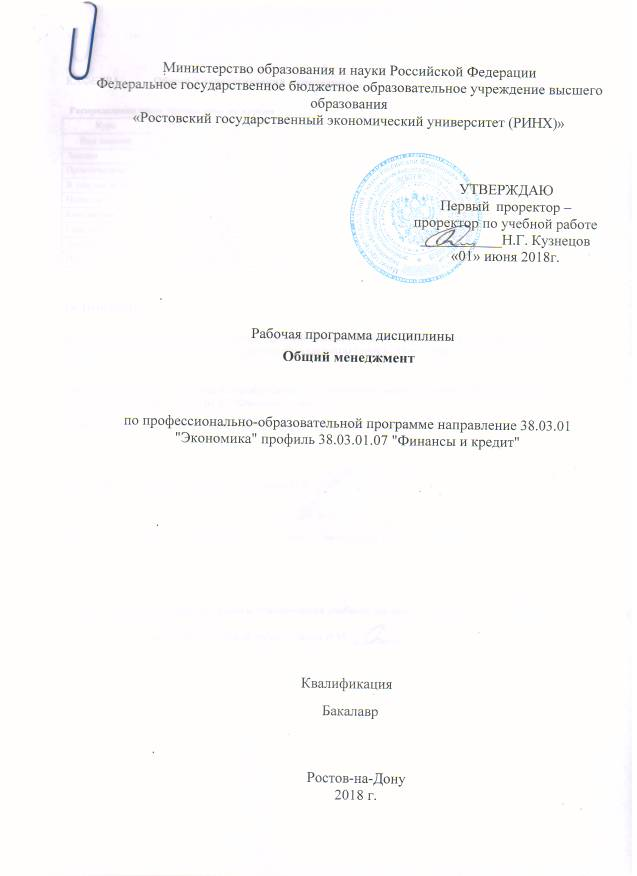 Министерство образования и науки Российской Федерации
Федеральное государственное бюджетное образовательное учреждение высшего
образования
«Ростовский государственный экономический университет (РИНХ)»
УТВЕРЖДАЮ
Первый проректор –
проректор по учебной работе
Н.Г. Кузнецов
«01» июня 2018г.
Рабочая программа дисциплины
Общий менеджмент
по профессионально-образовательной программе направление 38.03.01
"Экономика" профиль 38.03.01.07 "Финансы и кредит"
Квалификация
Бакалавр
Ростов-на-Дону
2018 г.